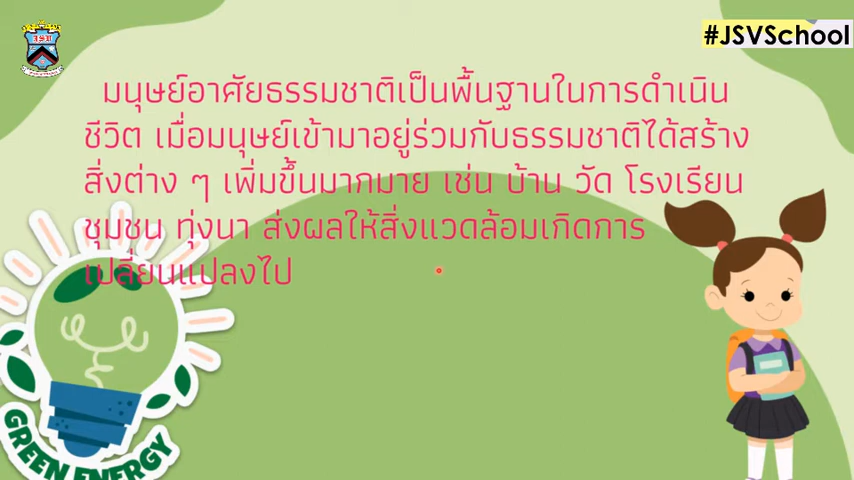 #JSVSchool
JSV
มนุษย์อาศัยธรรมชาติเป็นพื้นฐานในการดำเนิน
ชีวิต เมื่อมนุษย์เข้ามาอยู่ร่วมกับธรรมชาติได้สร้าง
สิ่งต่าง ๆ เพิ่มขึ้นมากมาย เช่น บ้าน วัด โรงเรียน
ชุมชน ทุ่งนา ส่งผลให้สิ่งแวดล้อมเกิดการ
เปลี่ยนแปลงไป
GREEN ENERGY